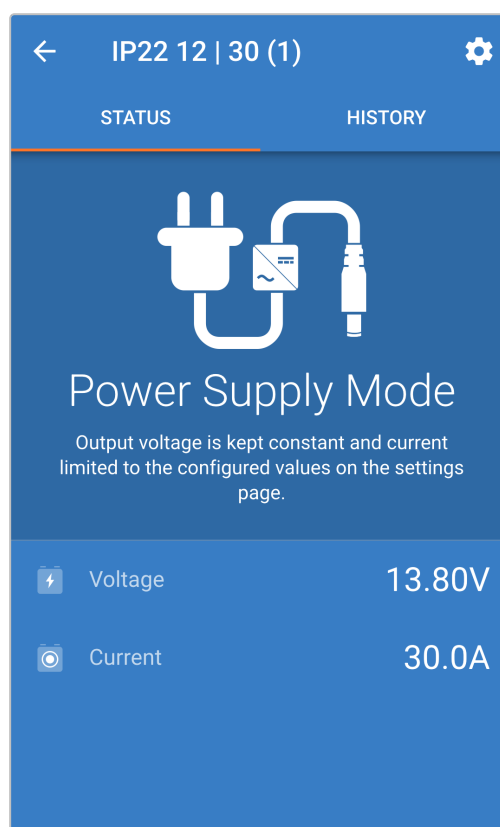 IP22 12 | 30 (1)
STATUS HISTORY
Power Supply Mode
Output voltage is kept constant and current
limited to the configured values on the settings
page.
Voltage 13.80V
Current 30.0A